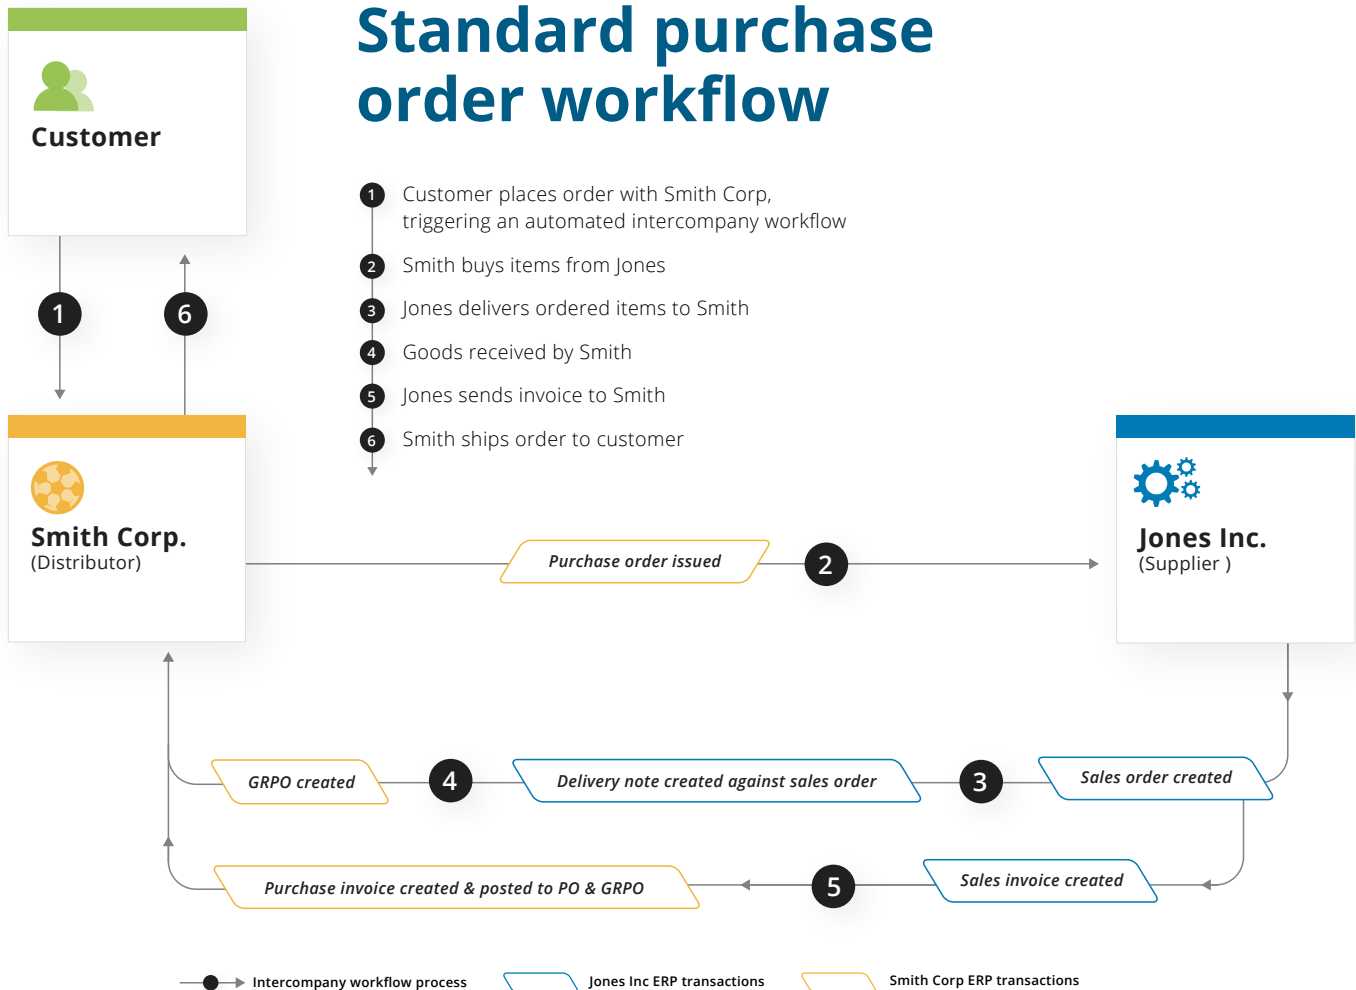 Standard purchase
order workflow
Customer
1 Customer places order with Smith Corp,
triggering an automated intercompany workflow
2 Smith buys items from Jones
3 Jones delivers ordered items to Smith
4 Goods received by Smith
5 Jones sends invoice to Smith
6 Smith ships order to customer
1
6
Smith Corp.
(Distributor)
Purchase order issued
2
Jones Inc.
(Supplier )
GRPO created
4
Delivery note created against sales order
3
Sales order created
Purchase invoice created & posted to PO & GRPO
5
Sales invoice created
Intercompany workflow process
Jones Inc ERP transactions
Smith Corp ERP transactions